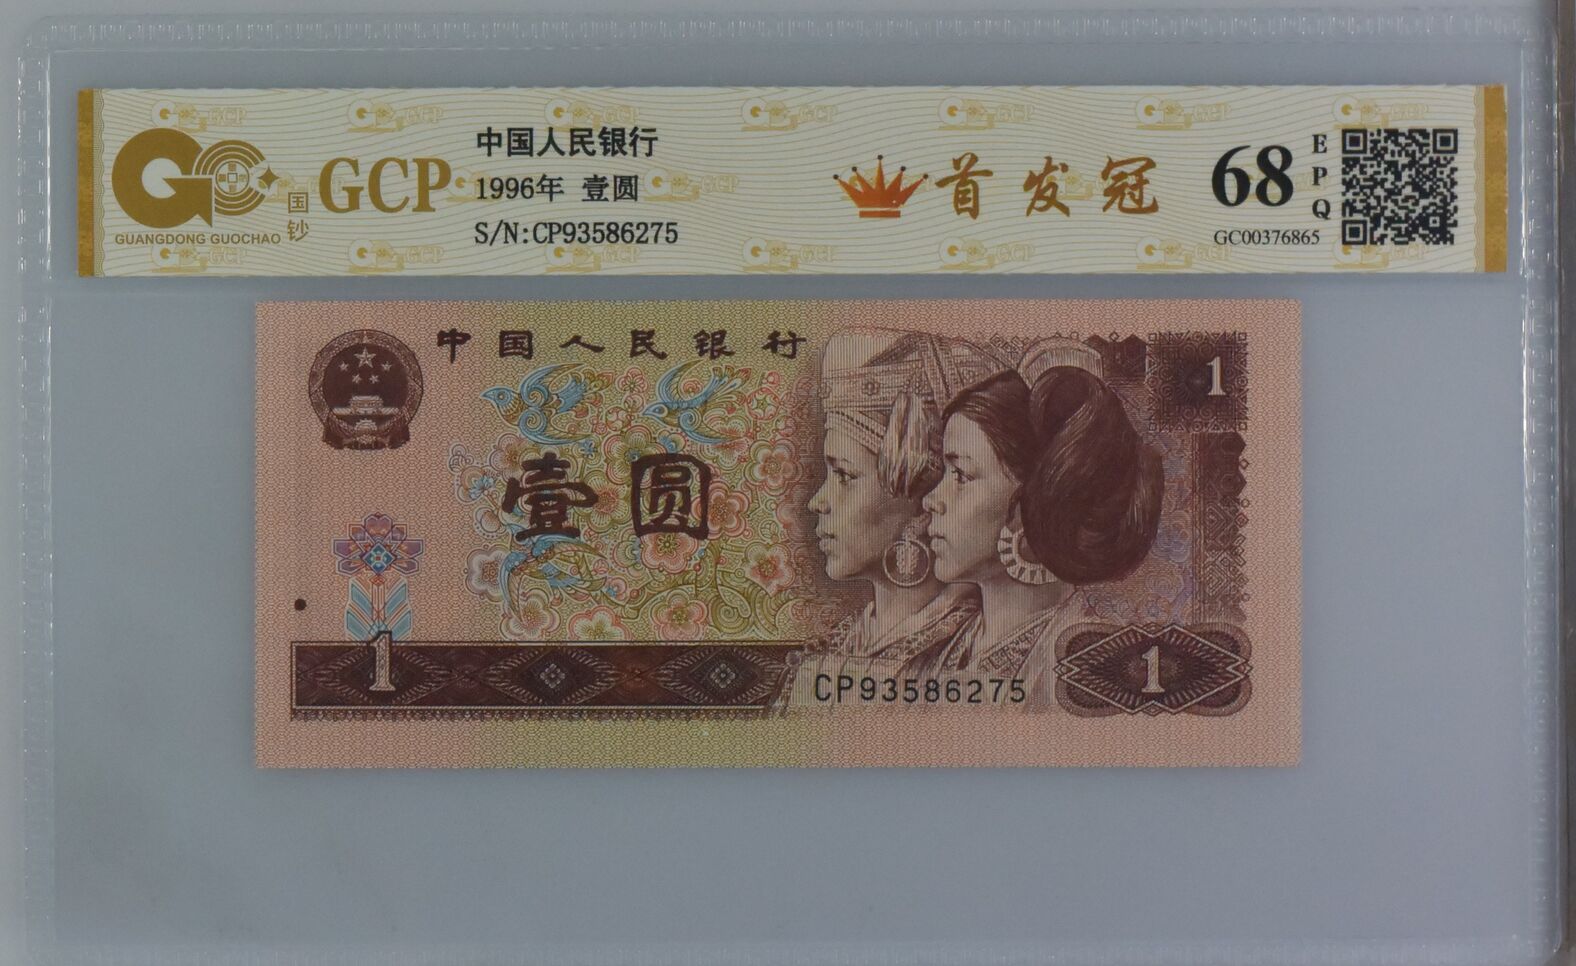 GUANGDONG GUOCHAO
国钞
GCP
中国人民银行
1996年 壹圆
S/N:CP93586275
首发冠
68
EPQ
GC00376865
中国人民银行
1
壹圆
1
CP93586275
1